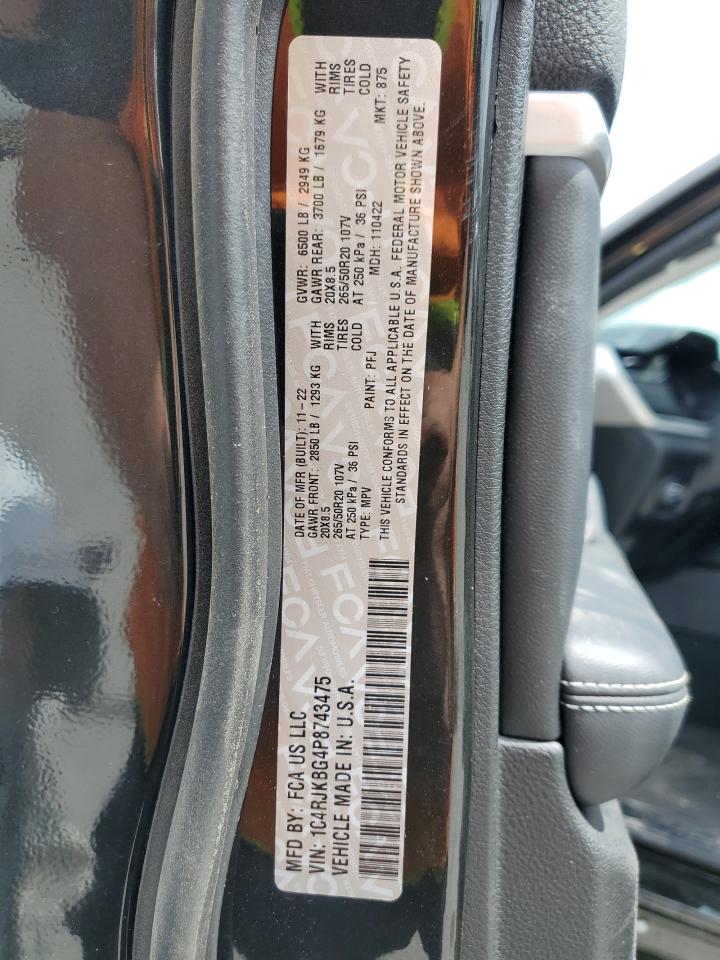 MFD BY: FCA US LLC
VIN: 1C4RJKBG4P8743475
VEHICLE MADE IN: U.S.A.
DATE OF MFR (BUILT): 11-22
GVWR: 6500 LB / 2949 KG
GAWR FRONT: 2850 LB / 1293 KG WITH
GAWR REAR: 3700 LB / 1679 KG WITH
20X8.5 RIMS
20X8.5 RIMS
265/50R20 107V TIRES
265/50R20 107V TIRES
AT 250 kPa / 36 PSI COLD
AT 250 kPa / 36 PSI COLD
TYPE: MPV PAINT: PFJ MDH: 110422 MKT: 875
THIS VEHICLE CONFORMS TO ALL APPLICABLE U.S.A. FEDERAL MOTOR VEHICLE SAFETY
STANDARDS IN EFFECT ON THE DATE OF MANUFACTURE SHOWN ABOVE.
FCA